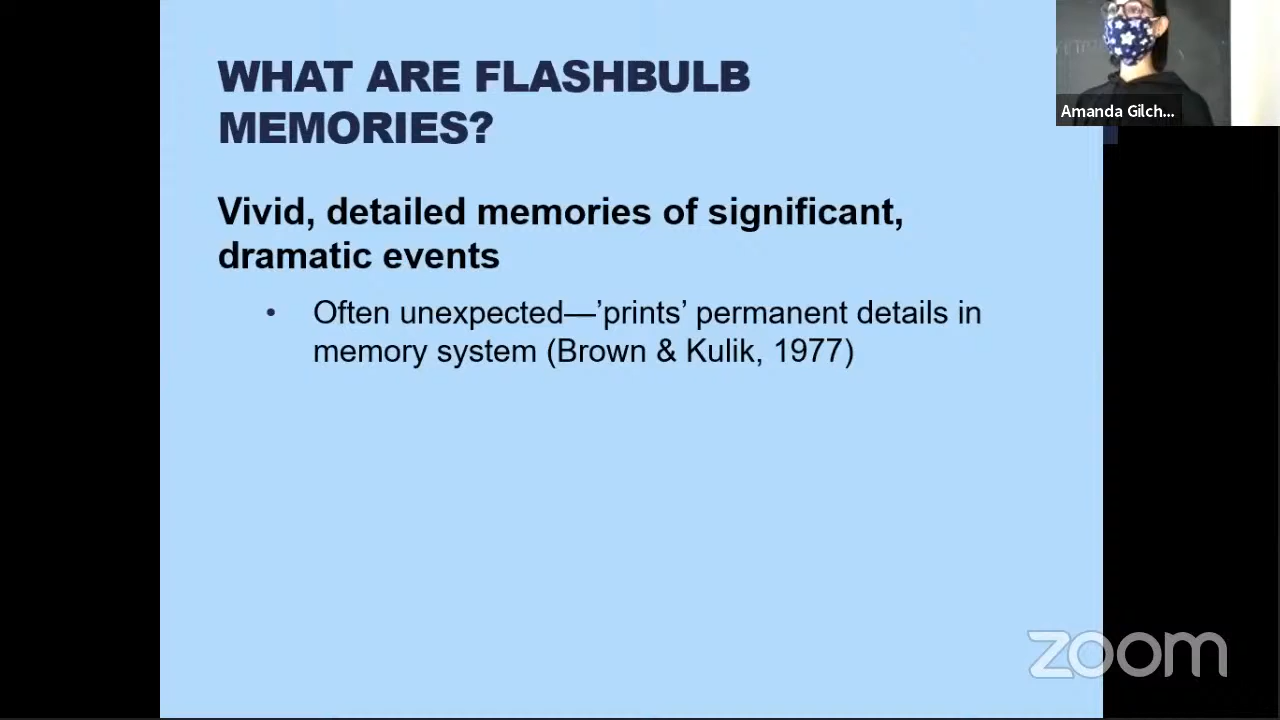 WHAT ARE FLASHBULB
MEMORIES?
Vivid, detailed memories of significant,
dramatic events
• Often unexpected—’prints’ permanent details in
memory system (Brown & Kulik, 1977)
Amanda Gilch...
zoom